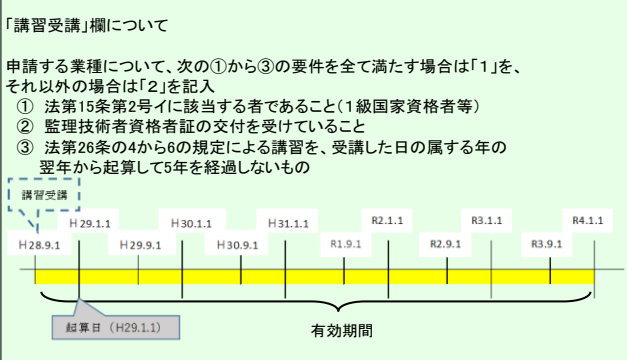 「講習受講」欄について
申請する業種について、次の①から③の要件を全て満たす場合は「１」を、
それ以外の場合は「２」を記入
① 法第15条第２号イに該当する者であること（１級国家資格者等）
② 監理技術者資格者証の交付を受けていること
③ 法第26条の4から6の規定による講習を、受講した日の属する年の
翌年から起算して5年を経過しないもの
講習受講
H29.1.1 H30.1.1 H31.1.1 R2.1.1 R3.1.1 R4.1.1
H28.9.1 H29.9.1 H30.9.1 R1.9.1 R2.9.1 R3.9.1
起算日（H29.1.1）
有効期間